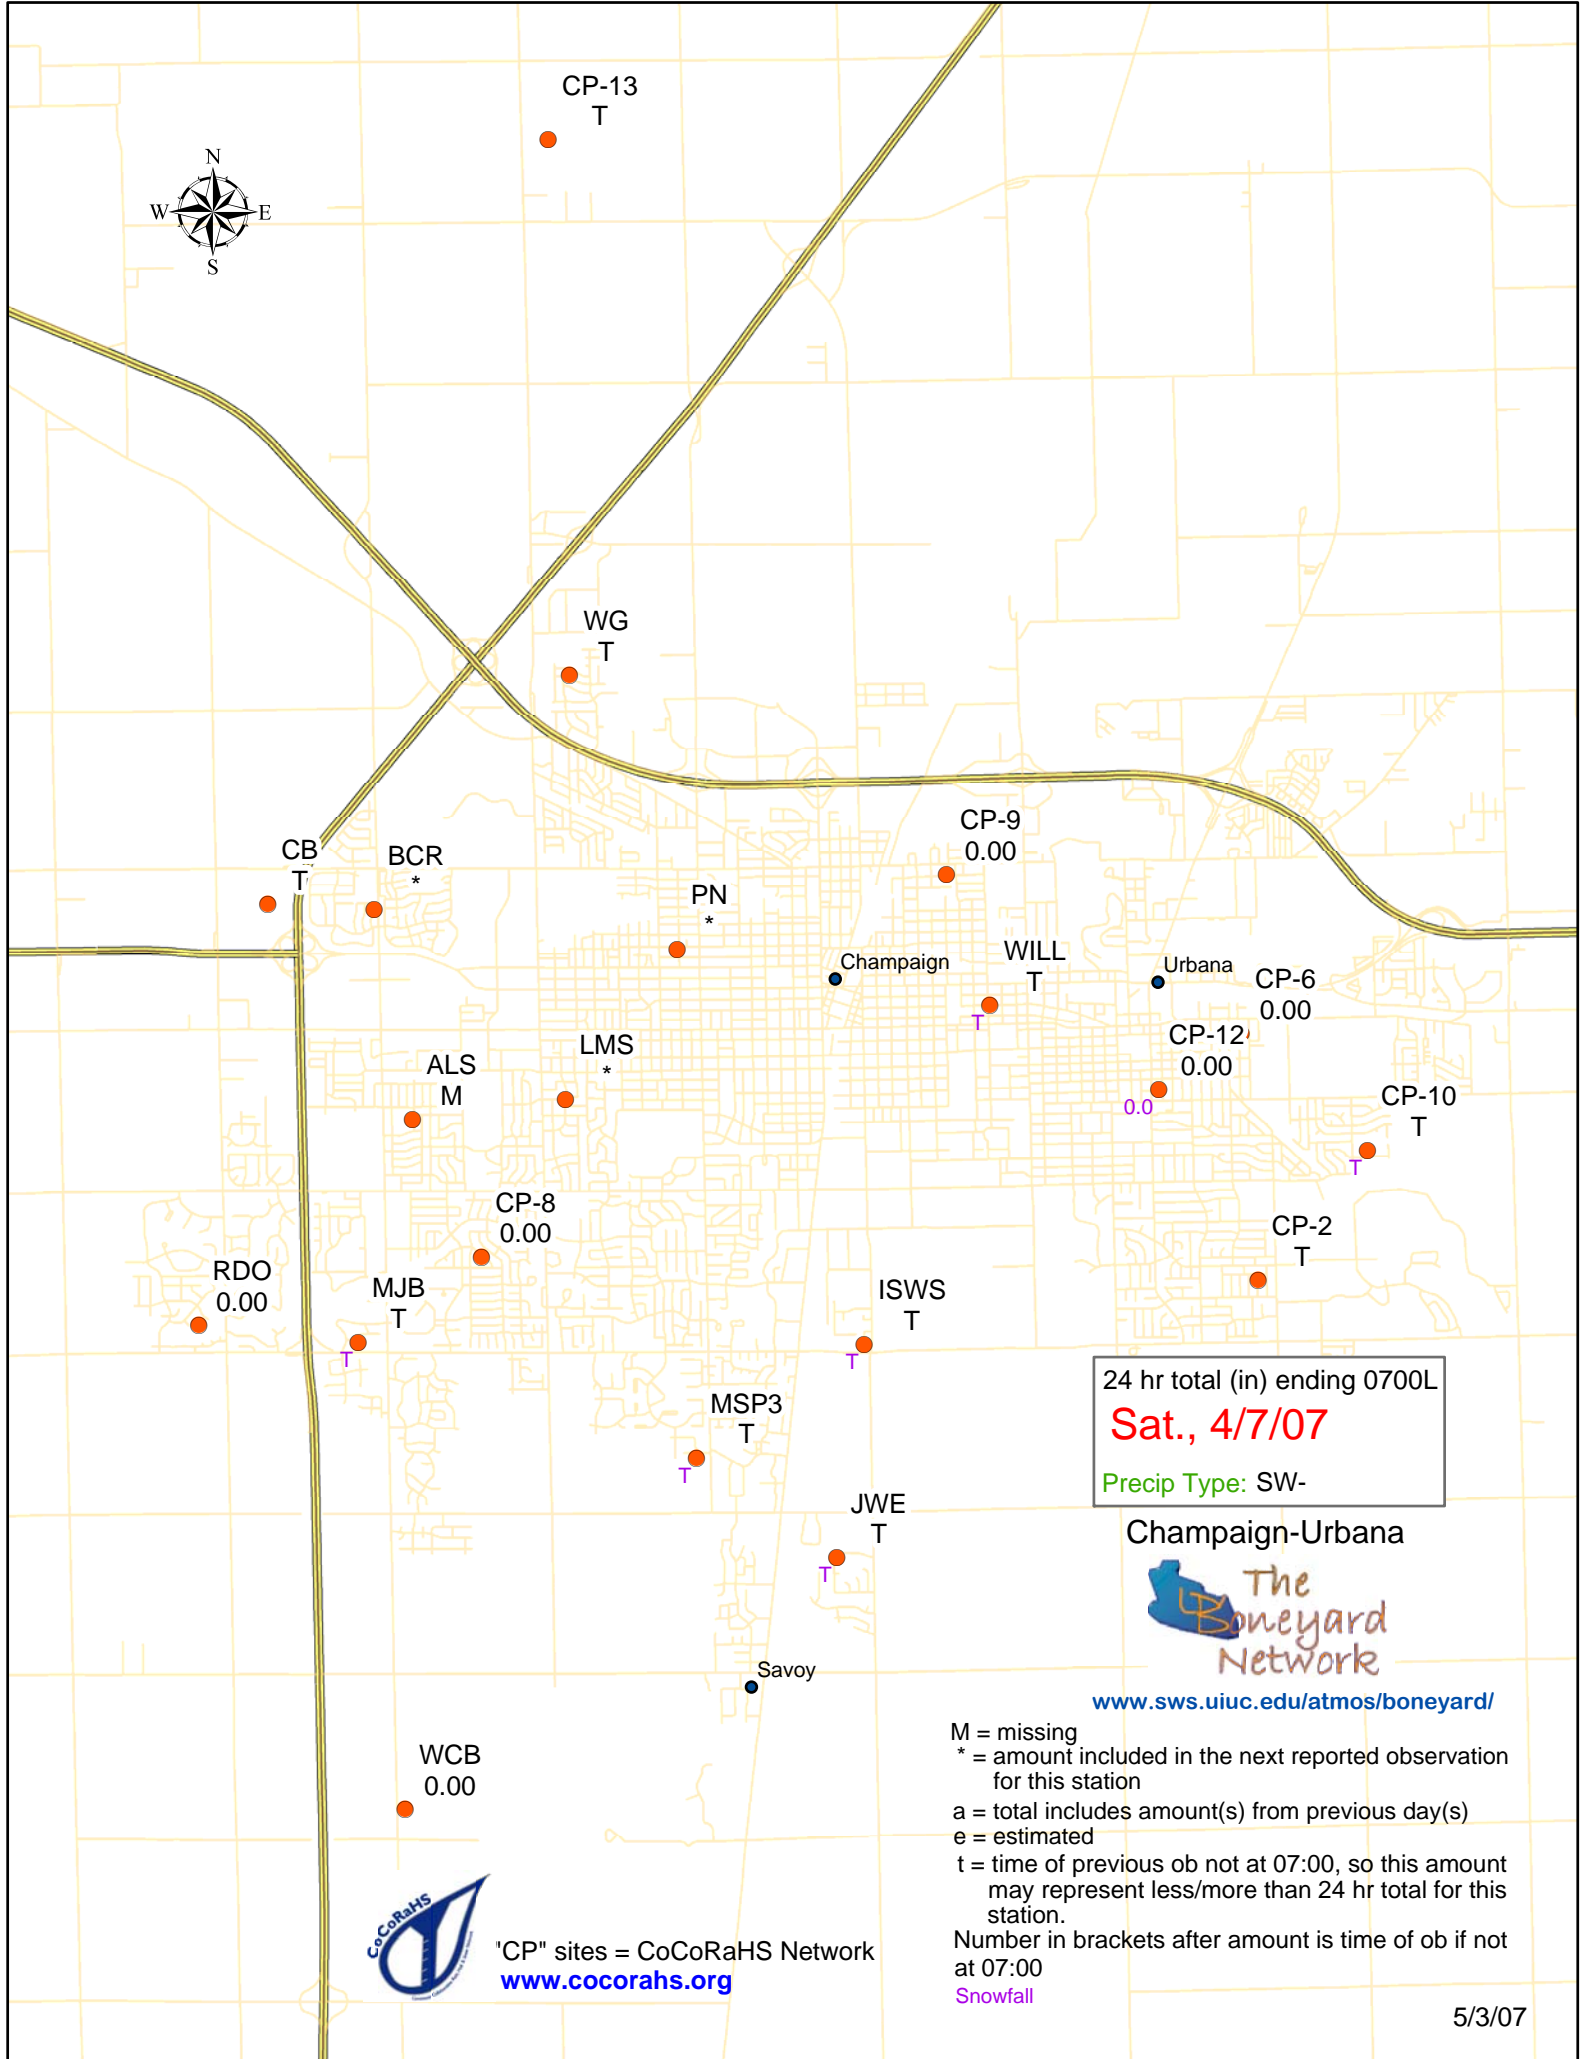 CP-13
T
N
W E
S
WG
T
CP-9
0.00
CB
T
BCR
*
PN
*
Champaign
WILL
T
T
Urbana
CP-6
0.00
CP-12
0.00
0.0
LMS
*
ALS
M
CP-10
T
T
CP-8
0.00
CP-2
T
RDO
0.00
MJB
T
T
ISWS
T
T
MSP3
T
T
JWE
T
T
24 hr total (in) ending 0700L
Sat., 4/7/07
Precip Type: SW-
Champaign-Urbana
The
Boneyard
Network
www.sws.uiuc.edu/atmos/boneyard/
Savoy
WCB
0.00
M = missing
* = amount included in the next reported observation
for this station
a = total includes amount(s) from previous day(s)
e = estimated
t = time of previous ob not at 07:00, so this amount
may represent less/more than 24 hr total for this
station.
Number in brackets after amount is time of ob if not
at 07:00
Snowfall
CoCoRaHS
"CP" sites = CoCoRaHS Network
www.cocorahs.org
5/3/07